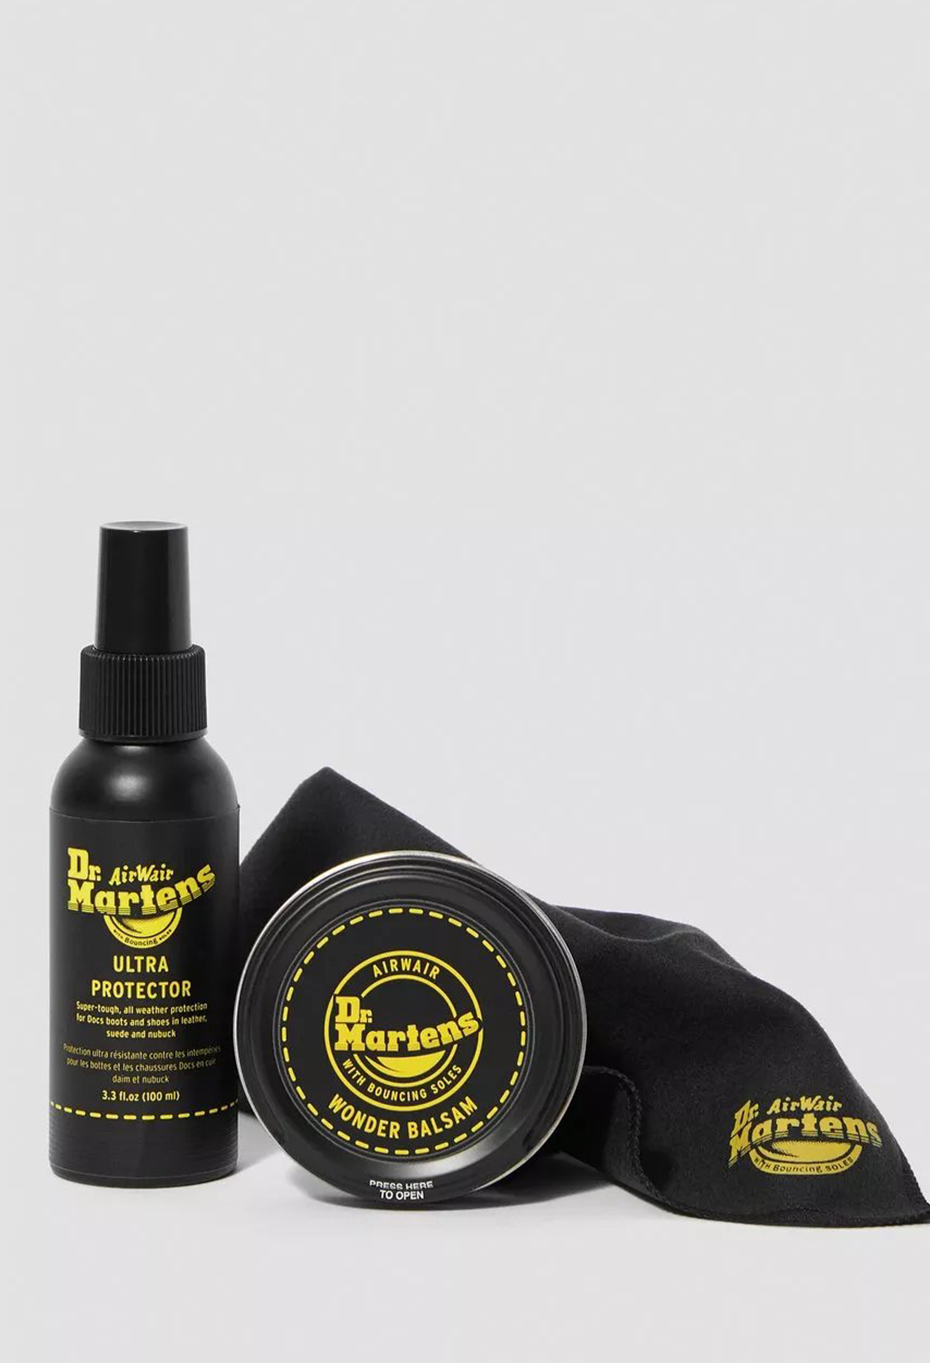 Dr. AirWair
Martens
WITH Bouncing SOLES
ULTRA
PROTECTOR
Super-tough, all weather protection
for Docs boots and shoes in leather,
suede and nubuck
Protection ultra résistante contre les intempéries
pour les bottes et les chaussures Docs en cuir
daim et nubuck
3.3 fl.oz (100 ml)
AIRWAIR
Dr.
Martens
WITH BOUNCING SOLES
WONDER BALSAM
PRESS HERE
TO OPEN
Dr. AirWair
Martens
WITH Bouncing SOLES